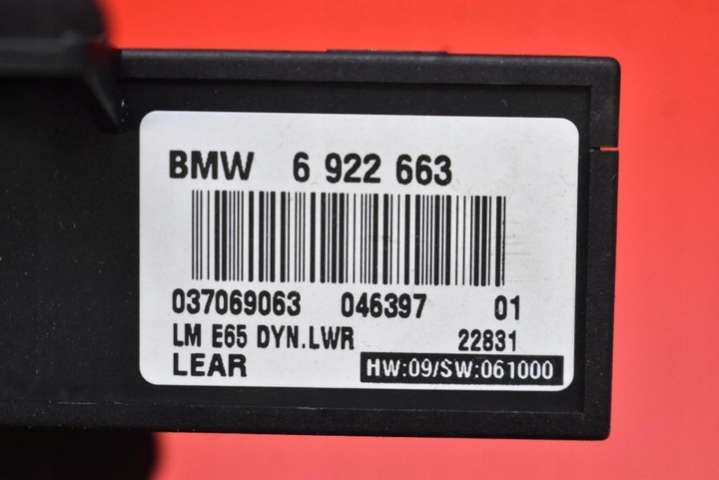 BMW 6 922 663
037069063 046397 01
LM E65 DYN.LWR 22831
LEAR HW:09/SW:061000